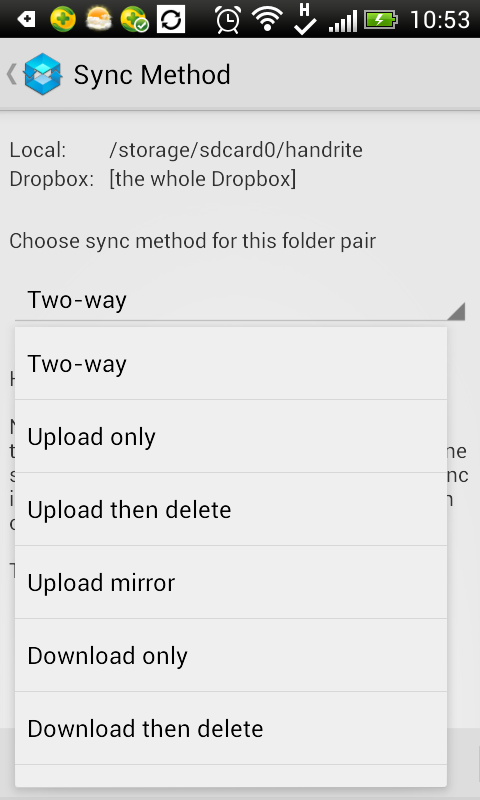 H
10:53
Sync Method
Local: /storage/sdcard0/handrite
Dropbox: [the whole Dropbox]
Choose sync method for this folder pair
Two-way
Two-way
Upload only
Upload then delete
Upload mirror
Download only
Download then delete